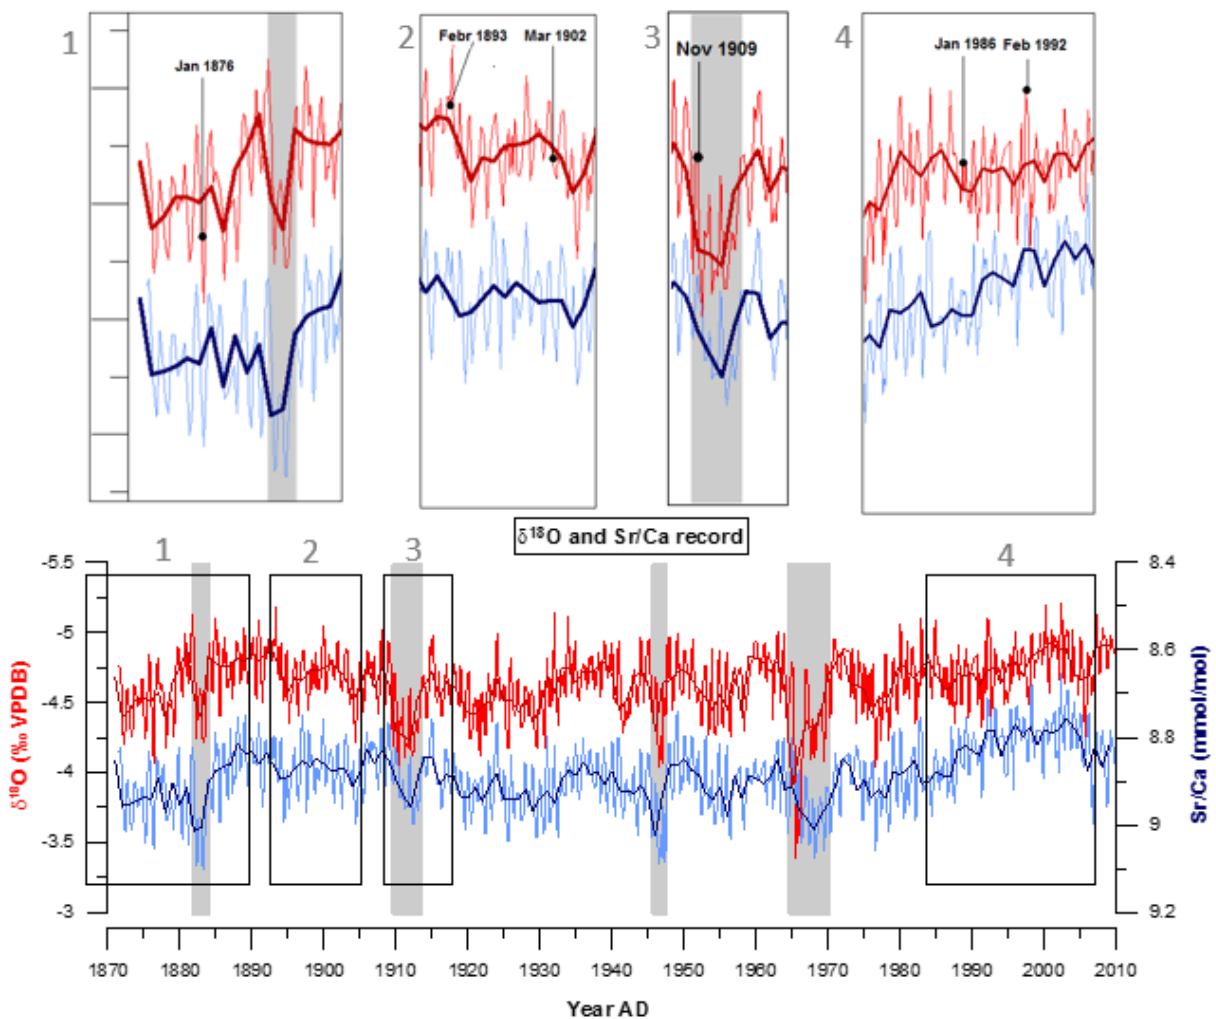 1
2
3
4
Jan 1876
Febr 1893
Mar 1902
Nov 1909
Jan 1986
Feb 1992
δ¹⁸O and Sr/Ca record
1
2
3
4
-5.5
-5
-4.5
-4
-3.5
-3
δ¹⁸O (‰ VPDB)
8.4
8.6
8.8
9
9.2
Sr/Ca (mmol/mol)
1870 1880 1890 1900 1910 1920 1930 1940 1950 1960 1970 1980 1990 2000 2010
Year AD